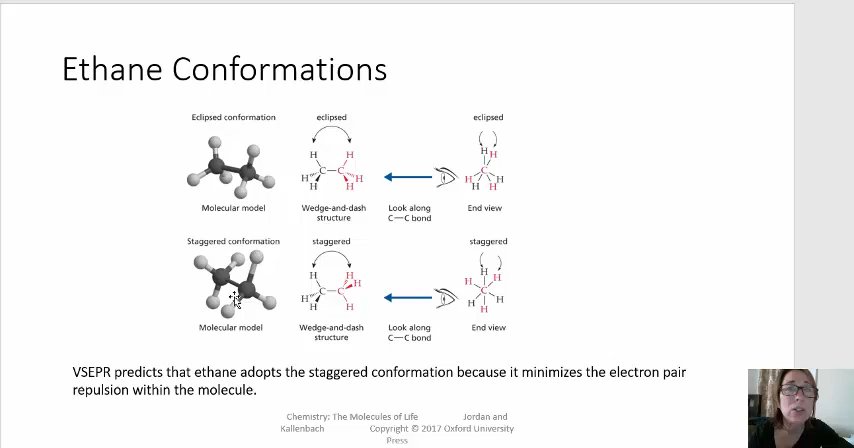 Ethane Conformations
Eclipsed conformation
eclipsed
eclipsed
H
H
H
H
C
C
H
H
H
H
H
H
C
H
H
H
H
Molecular model
Wedge-and-dash
structure
Look along
C—C bond
End view
Staggered conformation
staggered
staggered
H
H
H
C
C
H
H
H
H
H
H
C
H
H
H
Molecular model
Wedge-and-dash
structure
Look along
C—C bond
End view
VSEPR predicts that ethane adopts the staggered conformation because it minimizes the electron pair
repulsion within the molecule.
Chemistry: The Molecules of Life Jordan and
Kallenbach Copyright © 2017 Oxford University
Press